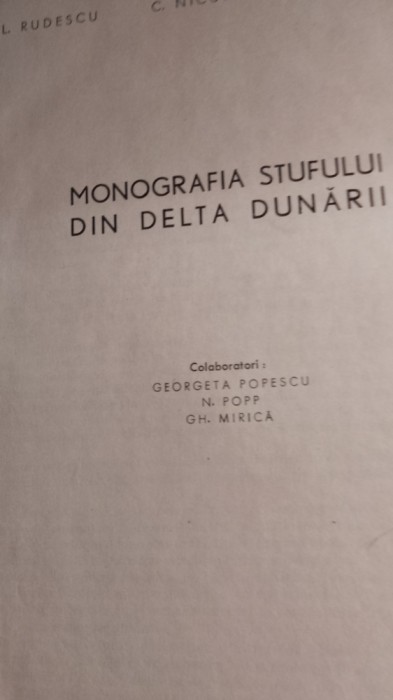 L. RUDESCU
C.
MONOGRAFIA STUFULUI
DIN DELTA DUNĂRII
Colaboratori :
GEORGETA POPESCU
N. POPP
GH. MIRICĂ